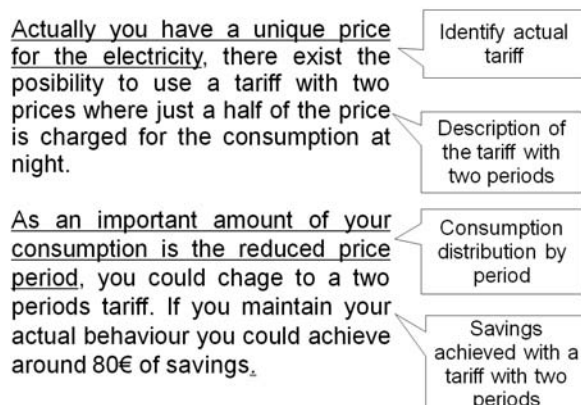 Actually you have a unique price
for the electricity, there exist the
posibility to use a tariff with two
prices where just a half of the price
is charged for the consumption at
night.
As an important amount of your
consumption is the reduced price
period, you could chage to a two
periods tariff. If you maintain your
actual behaviour you could achieve
around 80€ of savings.
Identify actual
tariff
Description of
the tariff with
two periods
Consumption
distribution by
period
Savings
achieved with a
tariff with two
periods